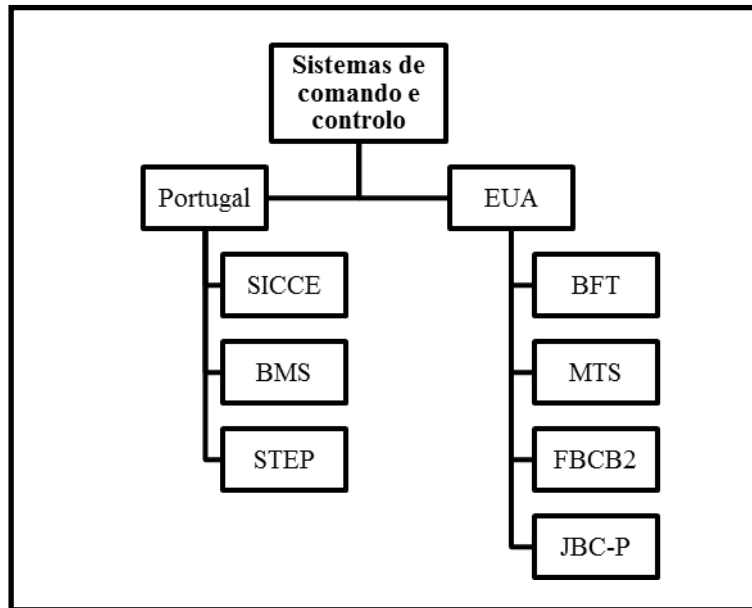 Sistemas de
comando e
controlo
Portugal
SICCE
BMS
STEP
EUA
BFT
MTS
FBCB2
JBC-P